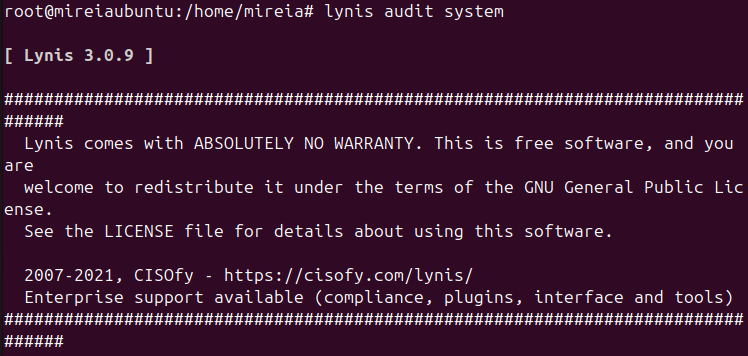 root@mireiaubuntu:/home/mireia# lynis audit system
[ Lynis 3.0.9 ]
##########################################################################
######
  Lynis comes with ABSOLUTELY NO WARRANTY. This is free software, and you
are
  welcome to redistribute it under the terms of the GNU General Public Lic
ense.
  See the LICENSE file for details about using this software.
  2007-2021, CISOfy - https://cisofy.com/lynis/
  Enterprise support available (compliance, plugins, interface and tools)
##########################################################################
######